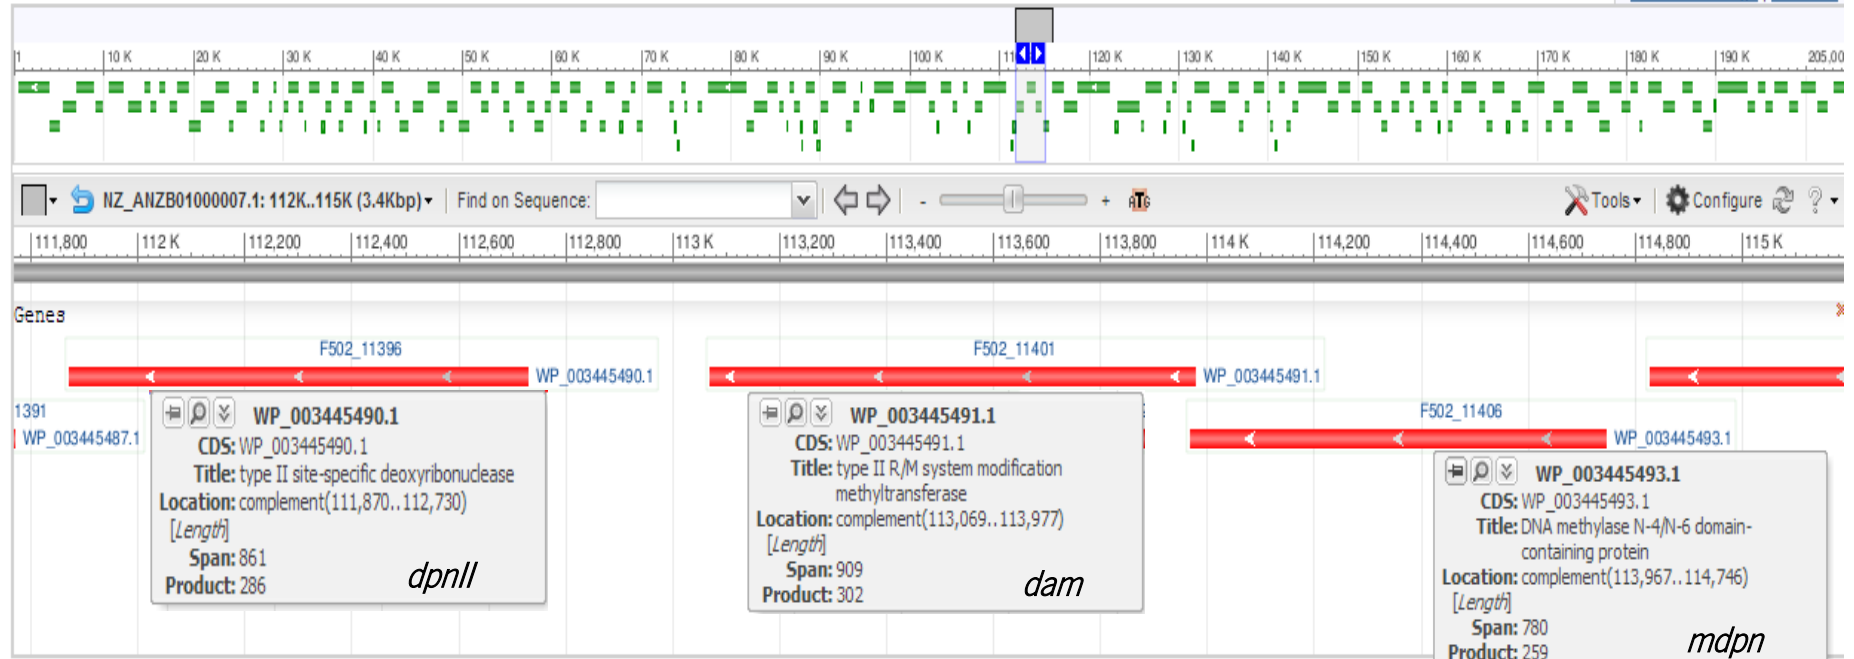 1 10 K 20 K 30 K 40 K 50 K 60 K 70 K 80 K 90 K 100 K 11 120 K 130 K 140 K 150 K 160 K 170 K 180 K 190 K 205,00
NZ_ANZB01000007.1: 112K..115K (3.4Kbp) Find on Sequence: - + ATG Tools Configure ?
111,800 112 K 112,200 112,400 112,600 112,800 113 K 113,200 113,400 113,600 113,800 114 K 114,200 114,400 114,600 114,800 115 K
Genes
F502_11396 F502_11401
WP_003445490.1 WP_003445491.1
1391 F502_11406
WP_003445487.1 WP_003445493.1
WP_003445490.1
CDS: WP_003445490.1
Title: type II site-specific deoxyribonuclease
Location: complement(111,870..112,730)
[Length]
Span: 861
Product: 286
dpnII
WP_003445491.1
CDS: WP_003445491.1
Title: type II R/M system modification
methyltransferase
Location: complement(113,069..113,977)
[Length]
Span: 909
Product: 302
dam
WP_003445493.1
CDS: WP_003445493.1
Title: DNA methylase N-4/N-6 domain-
containing protein
Location: complement(113,967..114,746)
[Length]
Span: 780
Product: 259
mdpn